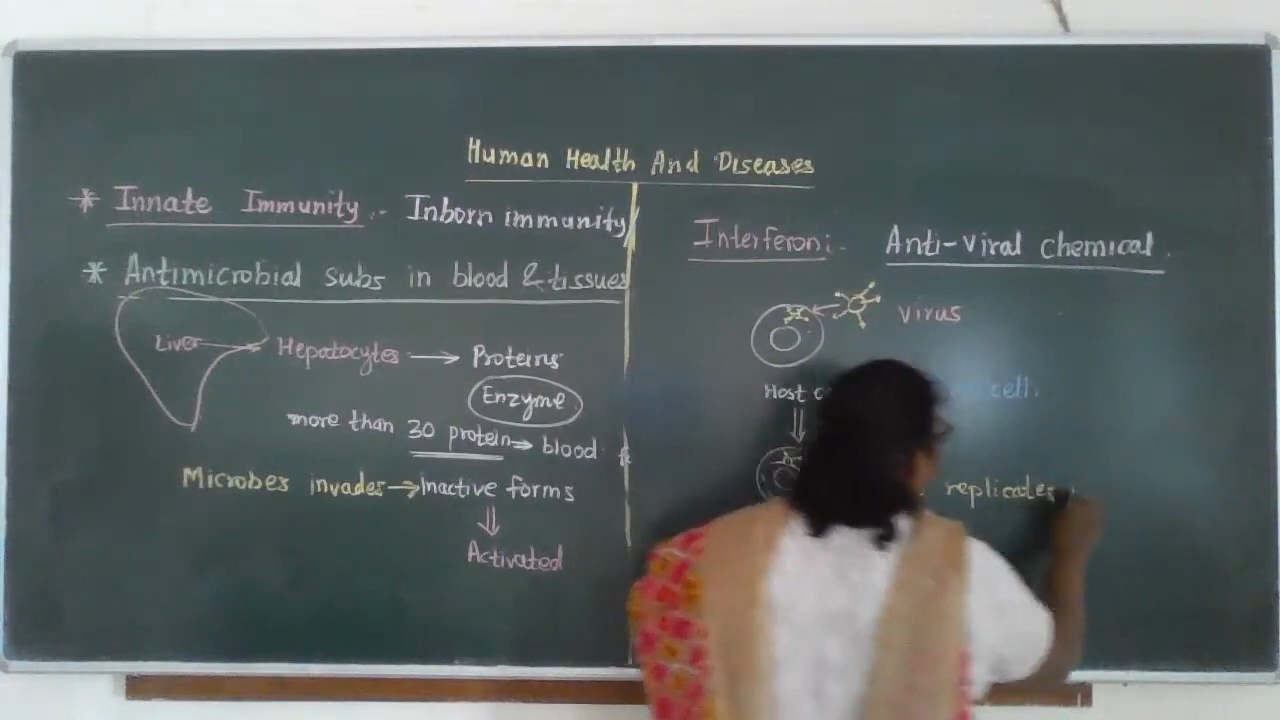 Human Health And Diseases
* Innate Immunity :- Inborn immunity
* Antimicrobial subs in blood & tissues
Liver → Hepatocytes → Proteins
Enzyme
more than 30 protein → blood &
Microbes invades → Inactive forms
⇓
Activated
Interferon:- Anti-viral chemical.
virus
Host cell.
⇓
replicates